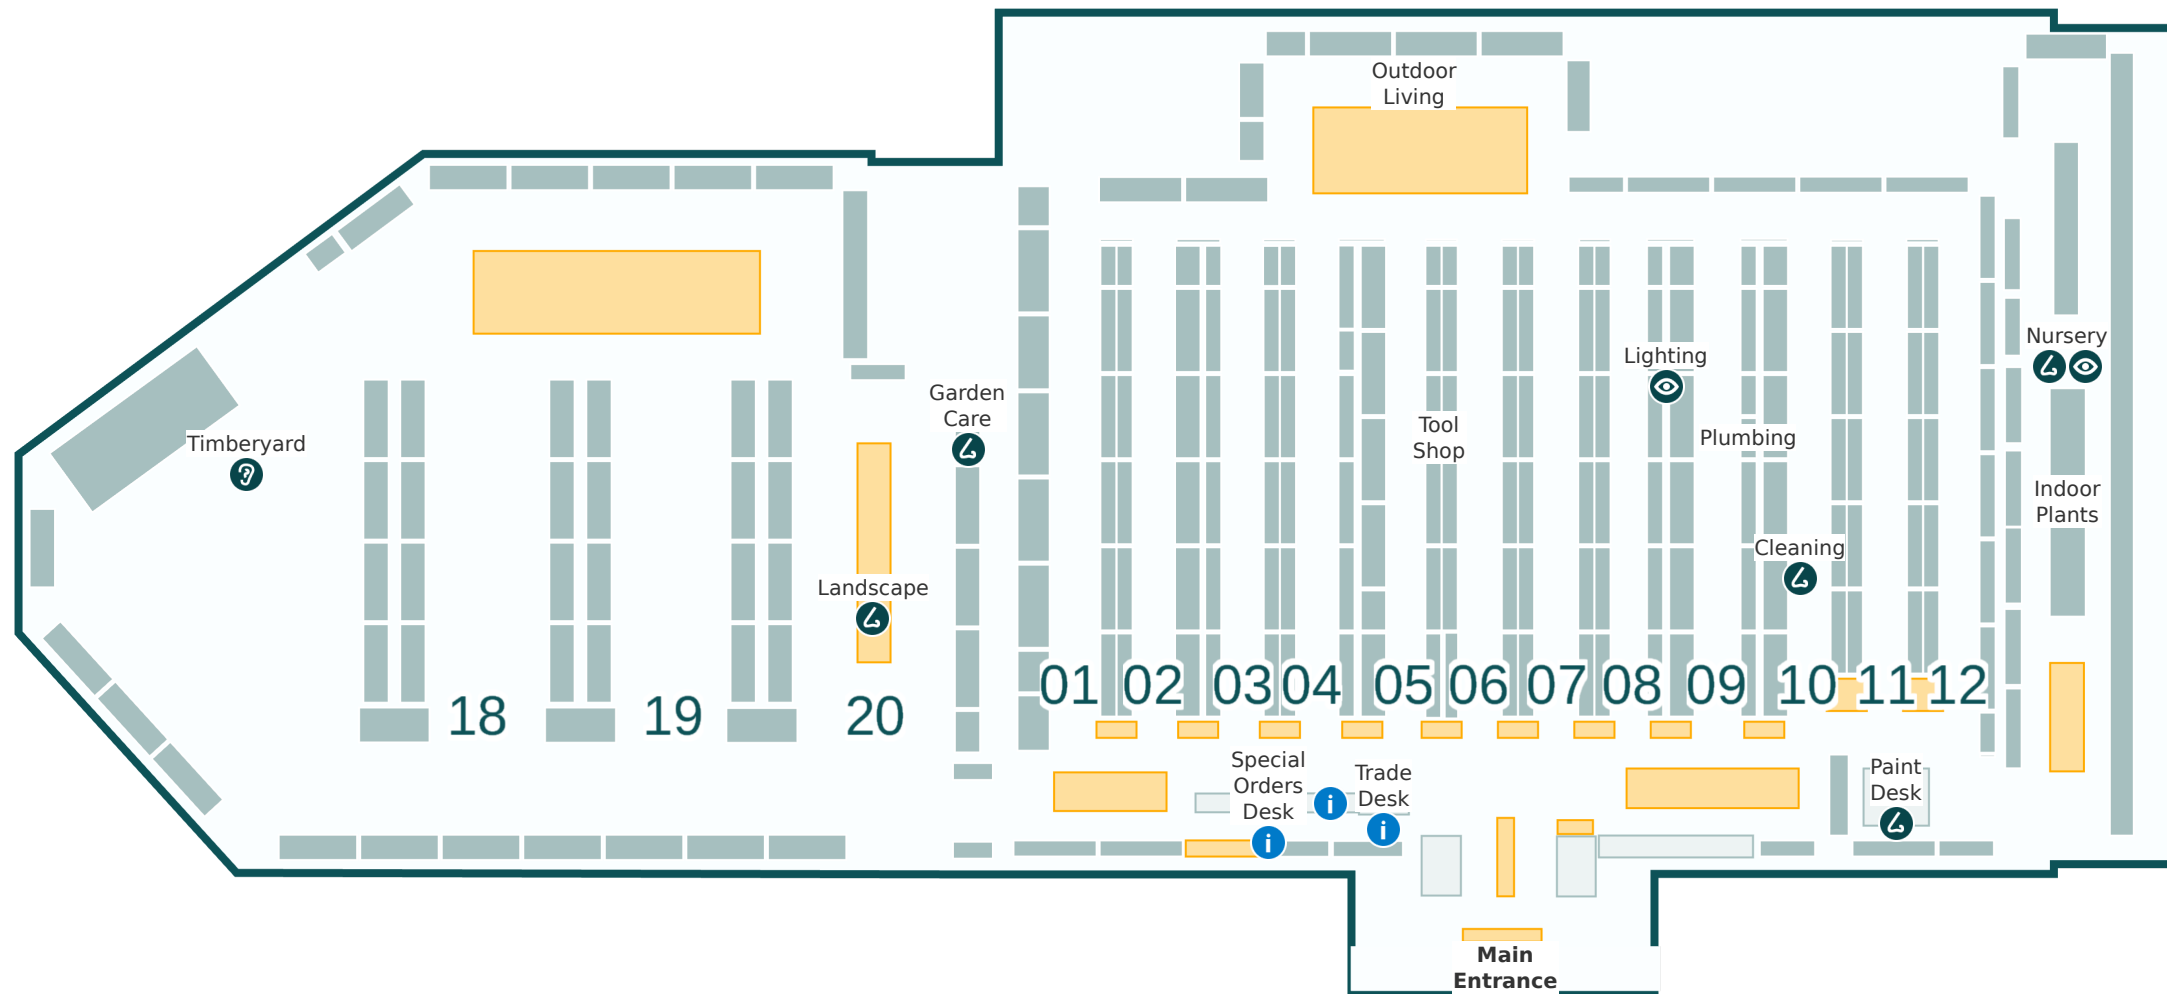 Outdoor
Living
Nursery
Lighting
Garden
Care
Timberyard
Tool
Shop
Plumbing
Indoor
Plants
Cleaning
Landscape
01 02 03 04 05 06 07 08 09 10 11 12
18 19 20
Special
Orders
Desk
Trade
Desk
Paint
Desk
Main
Entrance